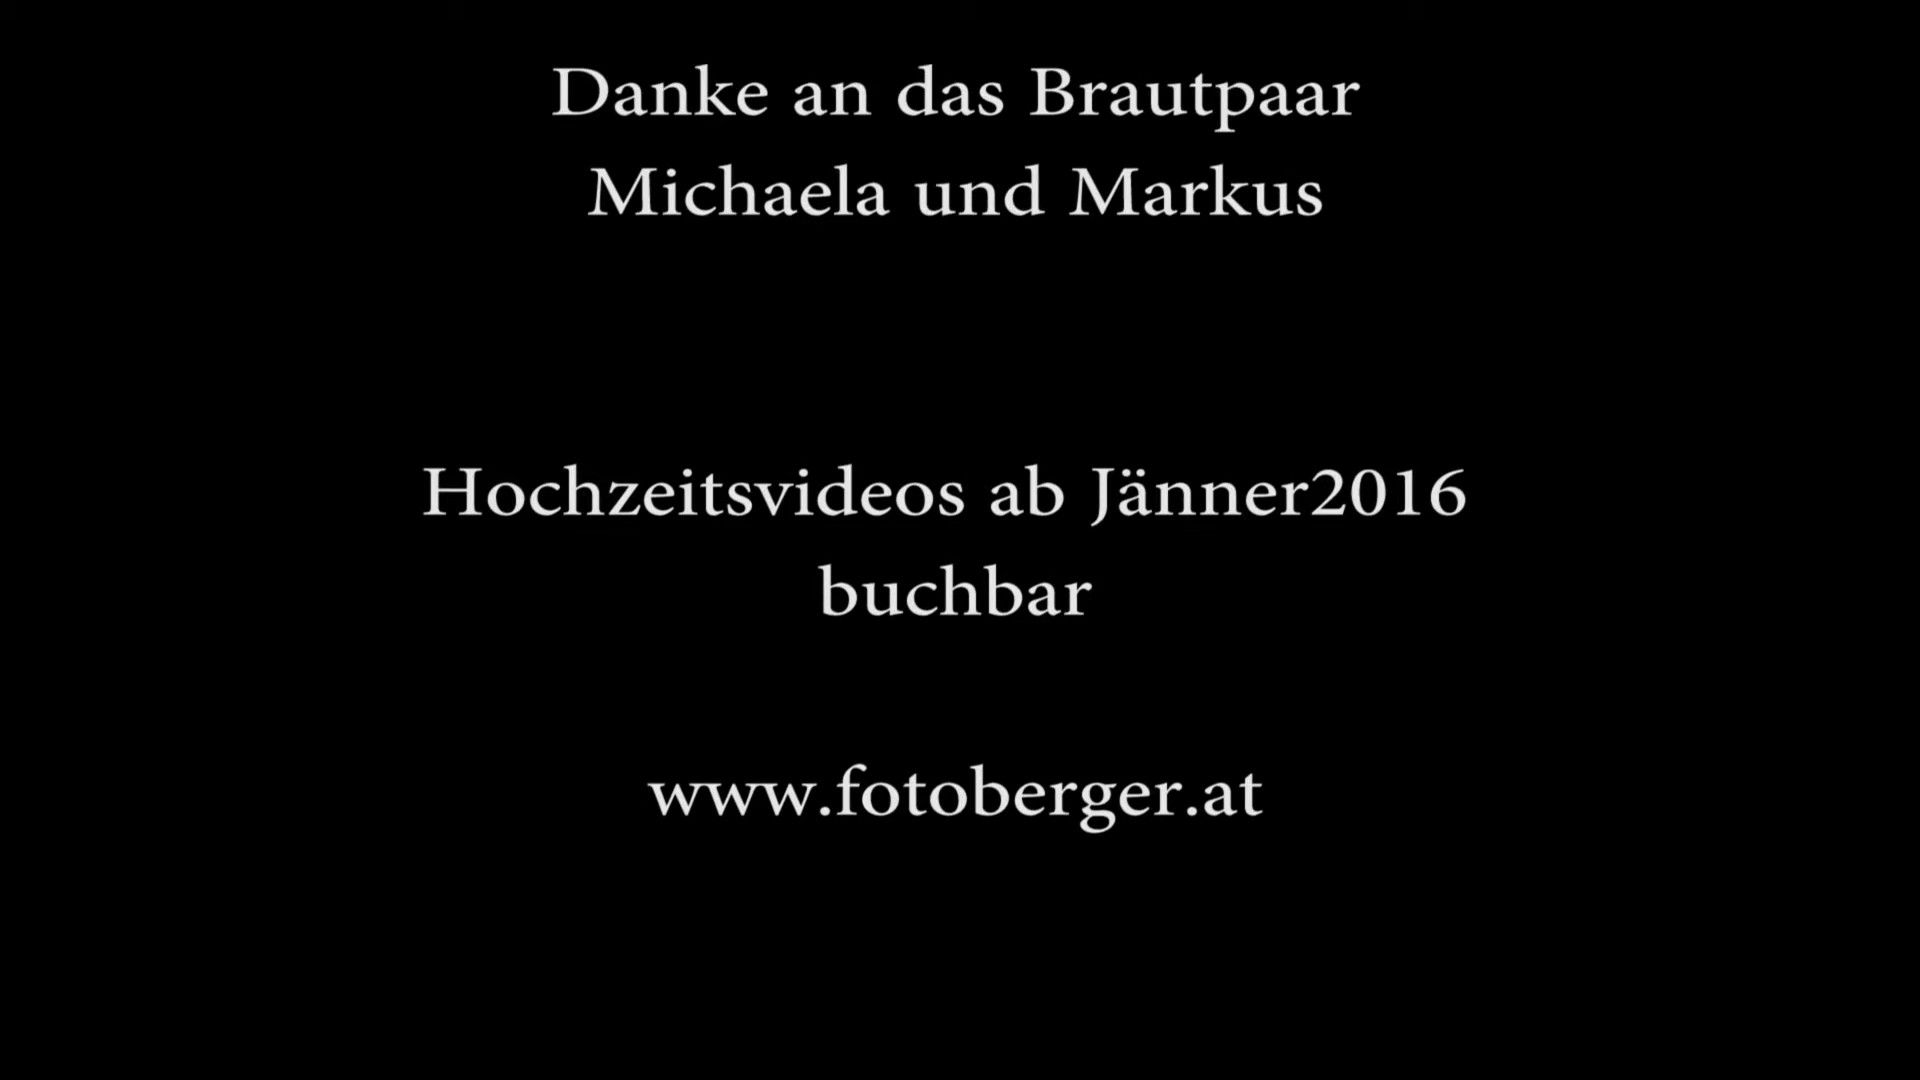 Danke an das Brautpaar
Michaela und Markus
Hochzeitsvideos ab Jänner2016
buchbar
www.fotoberger.at